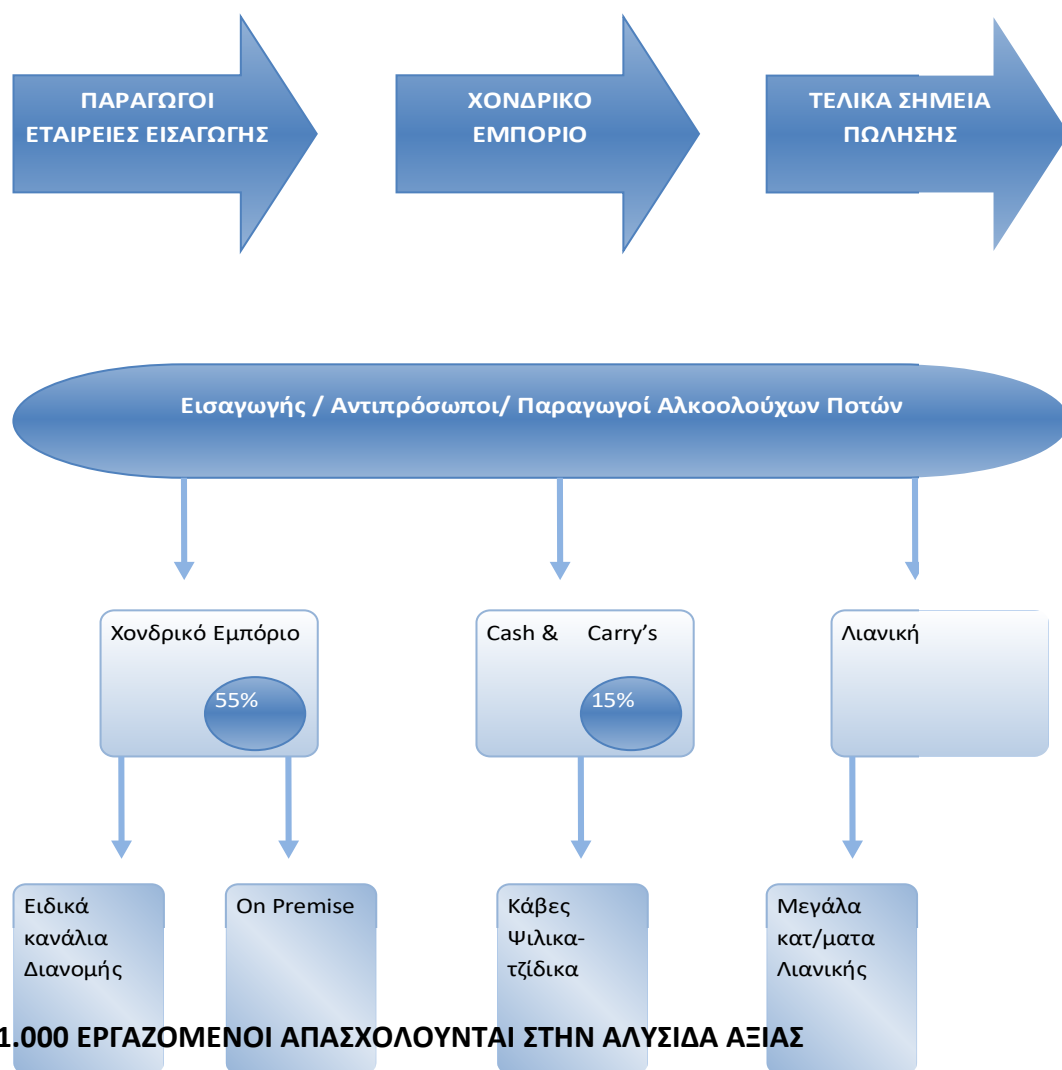 ΠΑΡΑΓΩΓΟΙ
ΕΤΑΙΡΕΙΕΣ ΕΙΣΑΓΩΓΗΣ
ΧΟΝΔΡΙΚΟ
ΕΜΠΟΡΙΟ
ΤΕΛΙΚΑ ΣΗΜΕΙΑ
ΠΩΛΗΣΗΣ
Εισαγωγής / Αντιπρόσωποι/ Παραγωγοί Αλκοολούχων Ποτών
Χονδρικό Εμπόριο
55%
Cash & Carry’s
15%
Λιανική
Ειδικά
κανάλια
Διανομής
On Premise
Κάβες
Ψιλικα-
τζίδικα
Μεγάλα
κατ/ματα
Λιανικής
1.000 ΕΡΓΑΖΟΜΕΝΟΙ ΑΠΑΣΧΟΛΟΥΝΤΑΙ ΣΤΗΝ ΑΛΥΣΙΔΑ ΑΞΙΑΣ